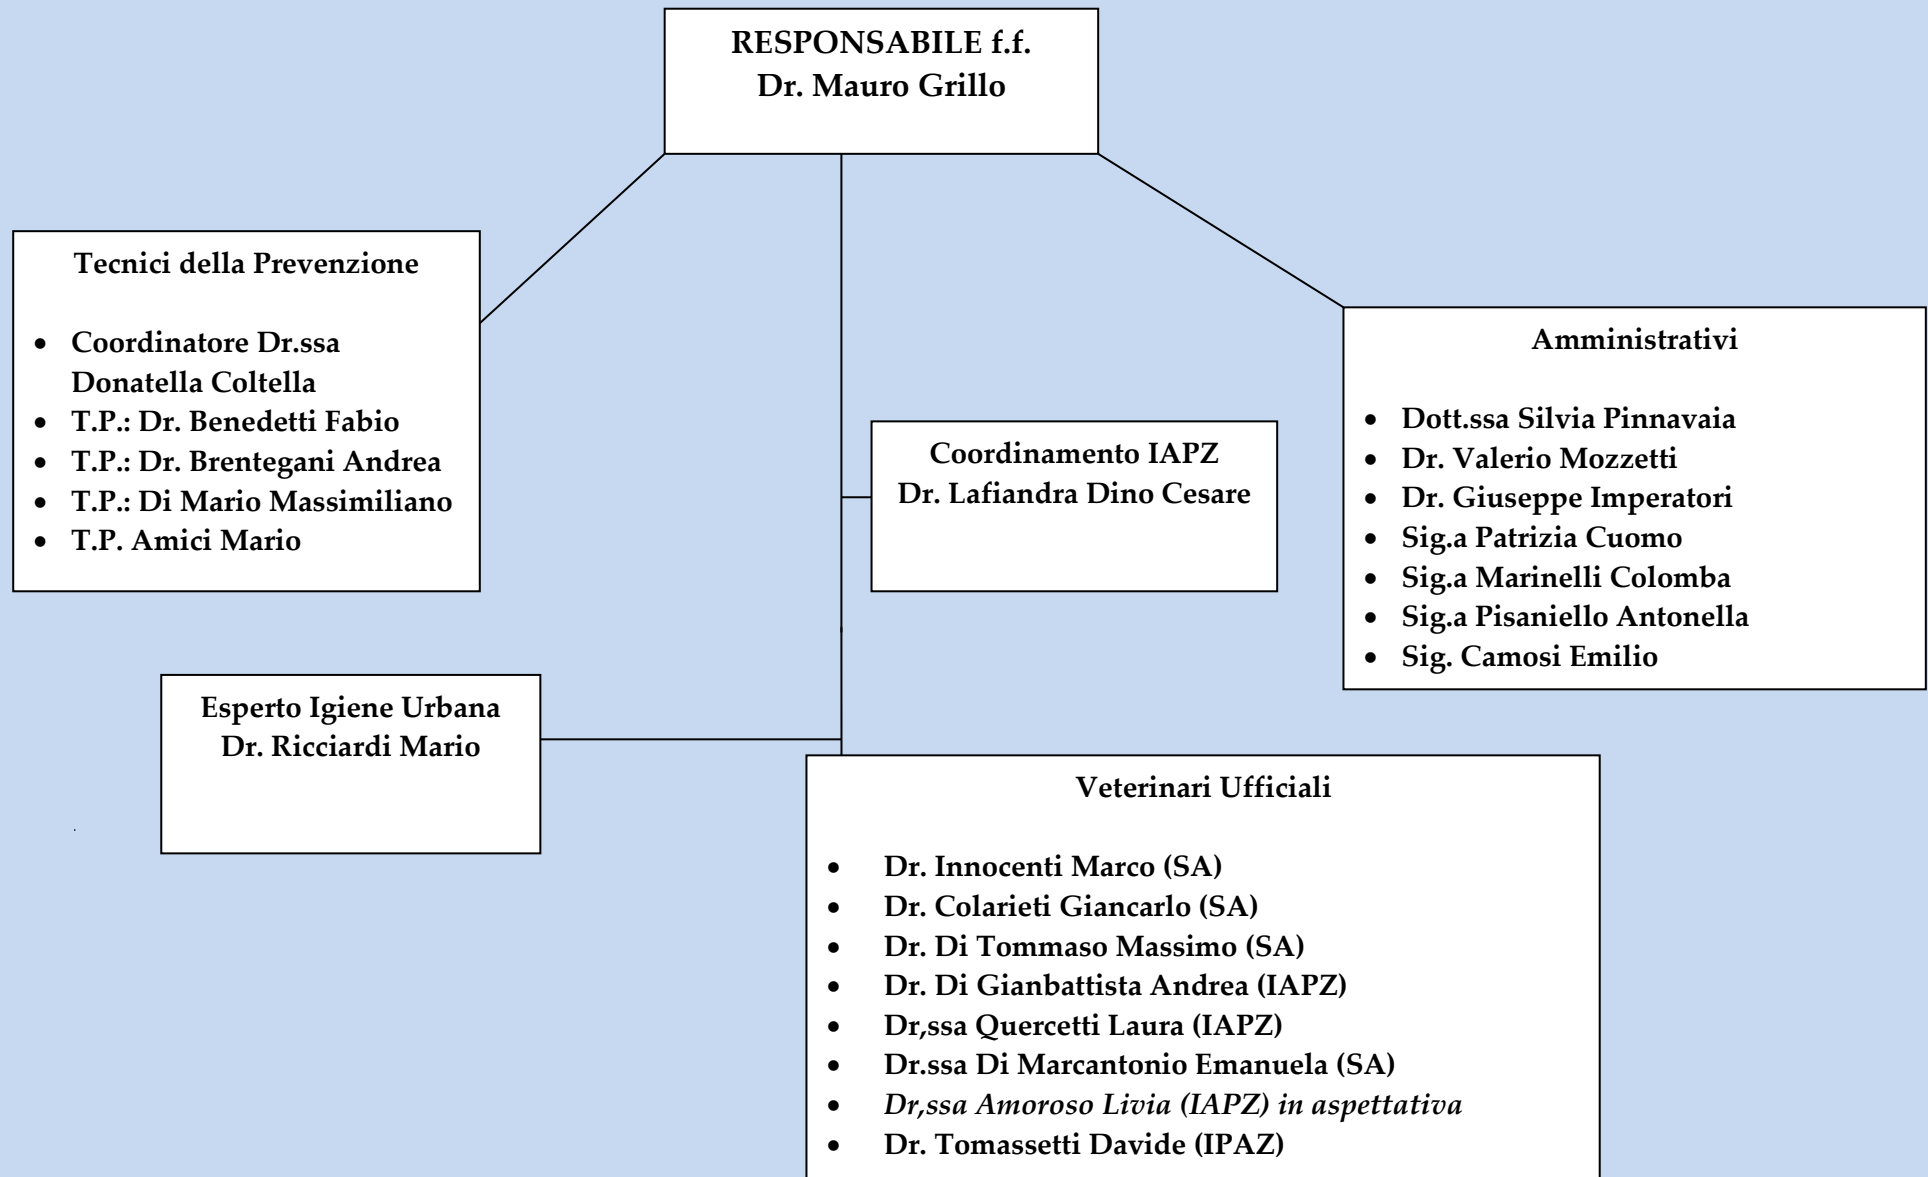 RESPONSABILE f.f.
Dr. Mauro Grillo
Tecnici della Prevenzione
• Coordinatore Dr.ssa
Donatella Coltella
• T.P.: Dr. Benedetti Fabio
• T.P.: Dr. Brentegani Andrea
• T.P.: Di Mario Massimiliano
• T.P. Amici Mario
Amministrativi
• Dott.ssa Silvia Pinnavaia
• Dr. Valerio Mozzetti
• Dr. Giuseppe Imperatori
• Sig.a Patrizia Cuomo
• Sig.a Marinelli Colomba
• Sig.a Pisaniello Antonella
• Sig. Camosi Emilio
Coordinamento IAPZ
Dr. Lafiandra Dino Cesare
Esperto Igiene Urbana
Dr. Ricciardi Mario
Veterinari Ufficiali
• Dr. Innocenti Marco (SA)
• Dr. Colarieti Giancarlo (SA)
• Dr. Di Tommaso Massimo (SA)
• Dr. Di Gianbattista Andrea (IAPZ)
• Dr,ssa Quercetti Laura (IAPZ)
• Dr.ssa Di Marcantonio Emanuela (SA)
• Dr,ssa Amoroso Livia (IAPZ) in aspettativa
• Dr. Tomassetti Davide (IPAZ)